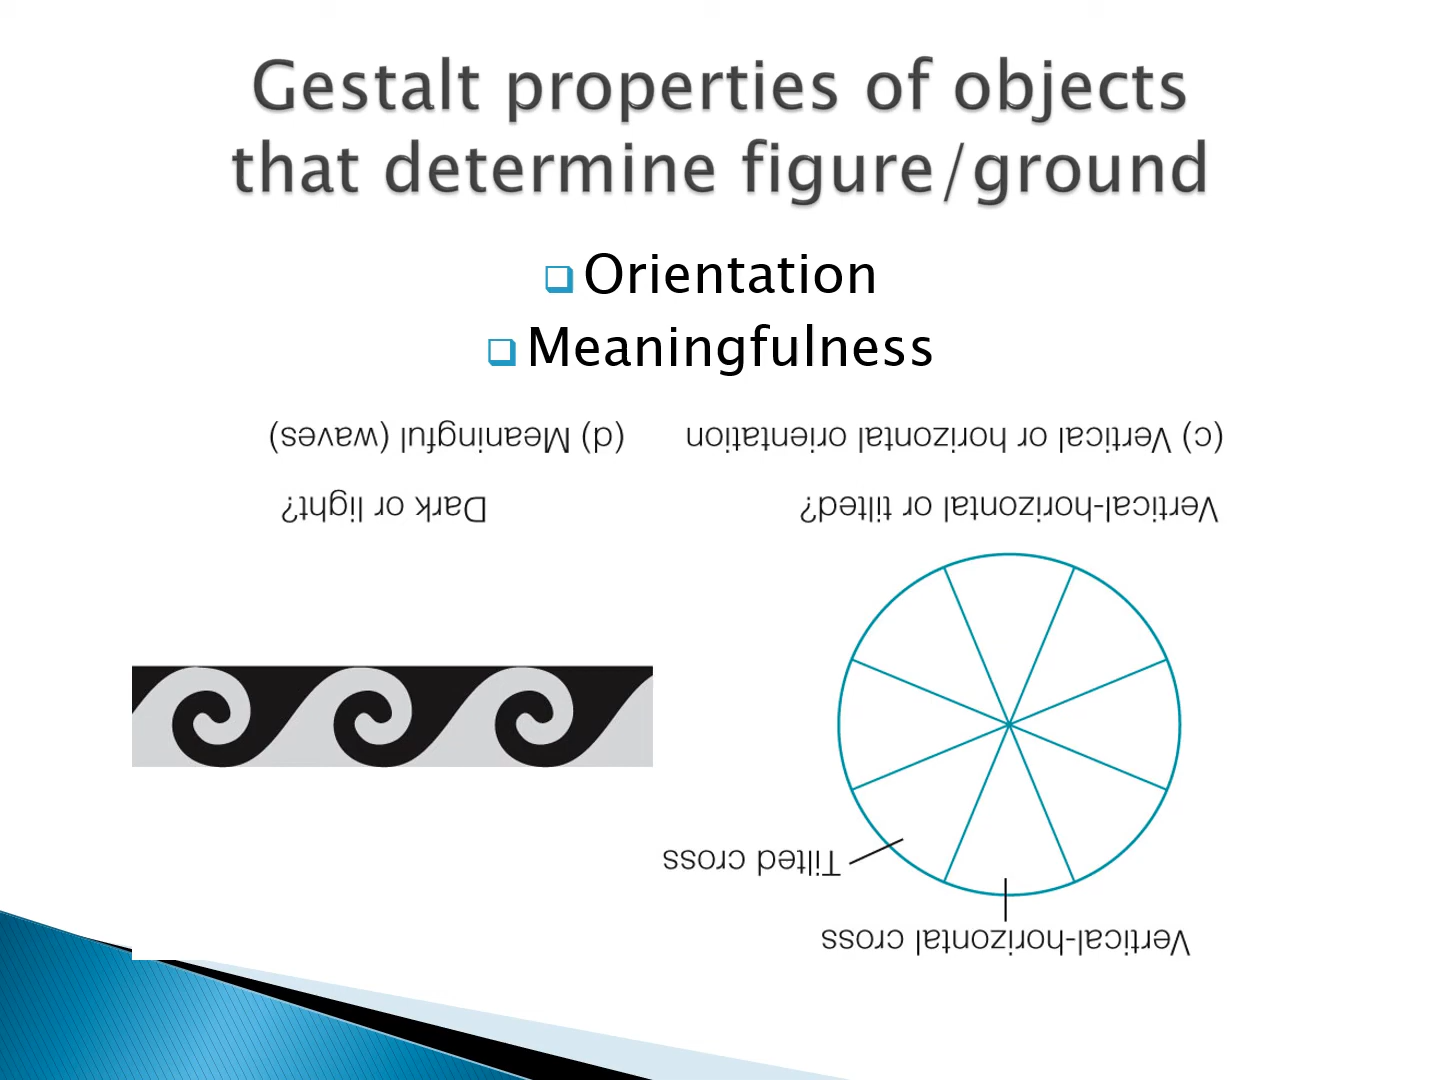 Gestalt properties of objects
that determine figure/ground
Orientation
Meaningfulness
(c) Vertical or horizontal orientation
(d) Meaningful (waves)
Vertical-horizontal or tilted?
Dark or light?
Tilted cross
Vertical-horizontal cross